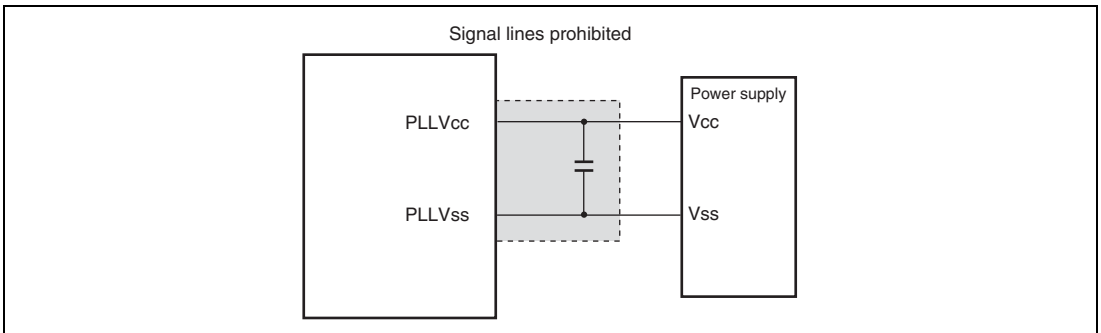 Signal lines prohibited
Power supply
PLLVcc
Vcc
PLLVss
Vss